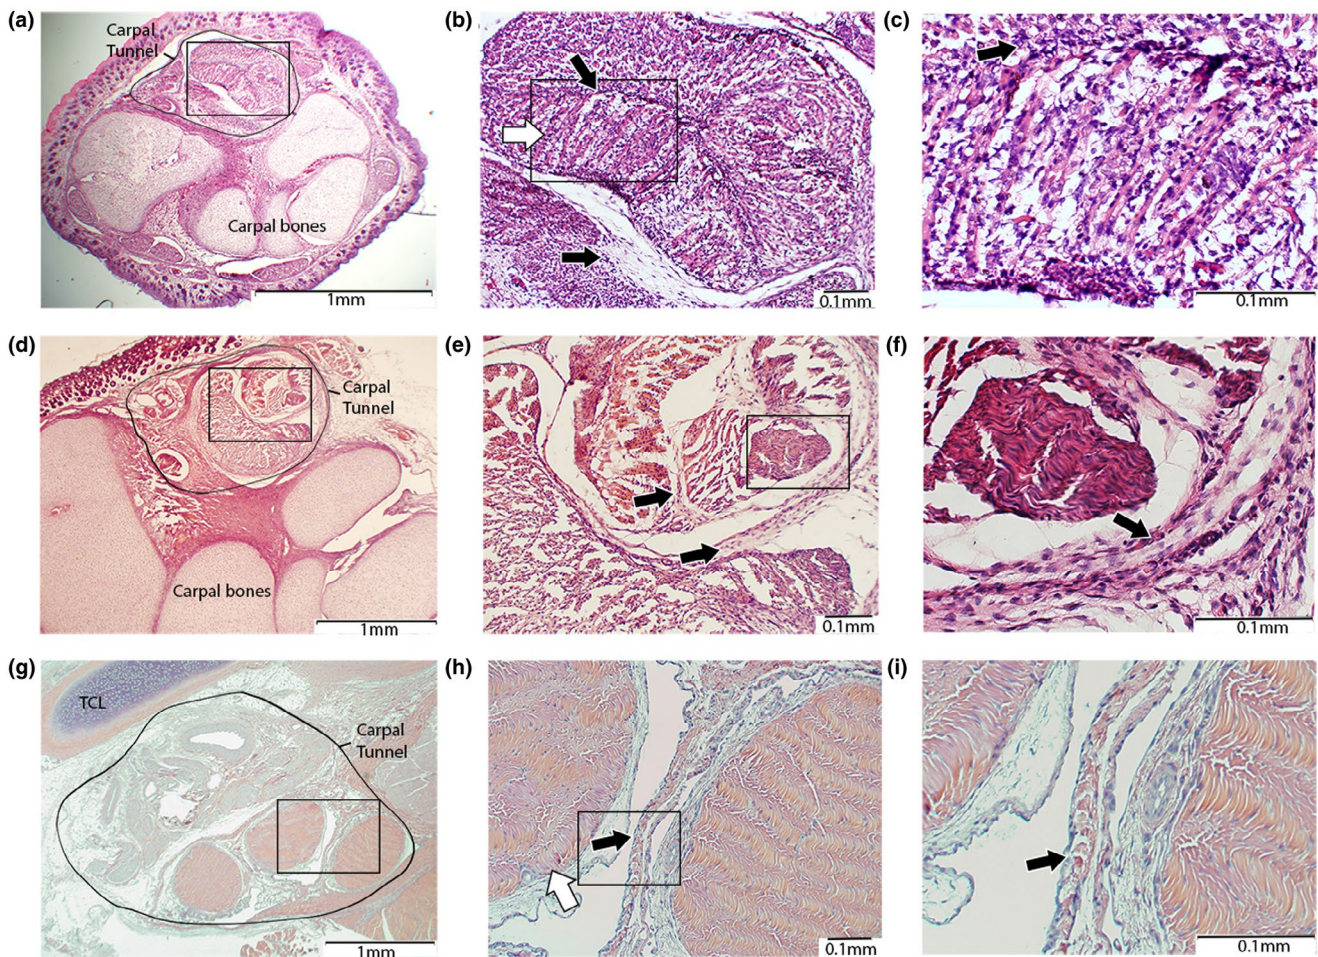 (a)
Carpal
Tunnel
Carpal bones
1mm
(b)
0.1mm
(c)
0.1mm
(d)
Carpal
Tunnel
Carpal bones
1mm
(e)
0.1mm
(f)
0.1mm
(g)
TCL
Carpal
Tunnel
1mm
(h)
0.1mm
(i)
0.1mm